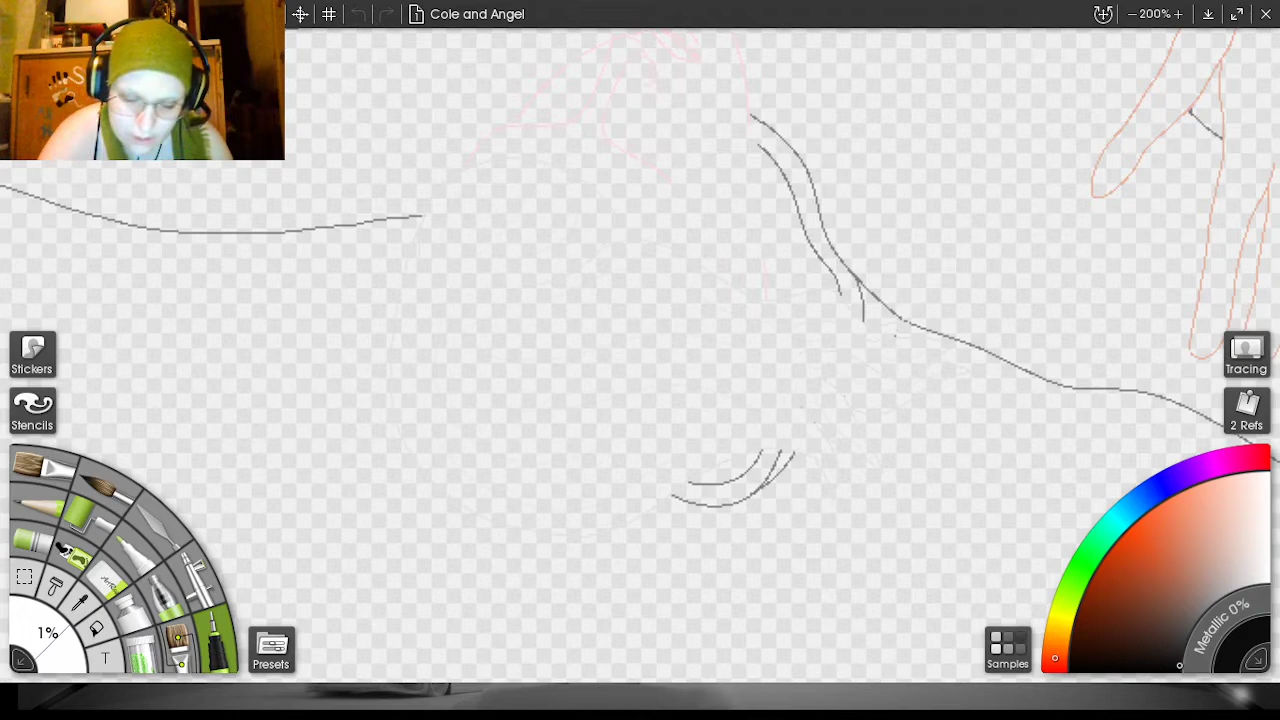 Cole and Angel
200%
Stickers
Stencils
Tracing
2 Refs
1%
T
Presets
Samples
Metallic 0%